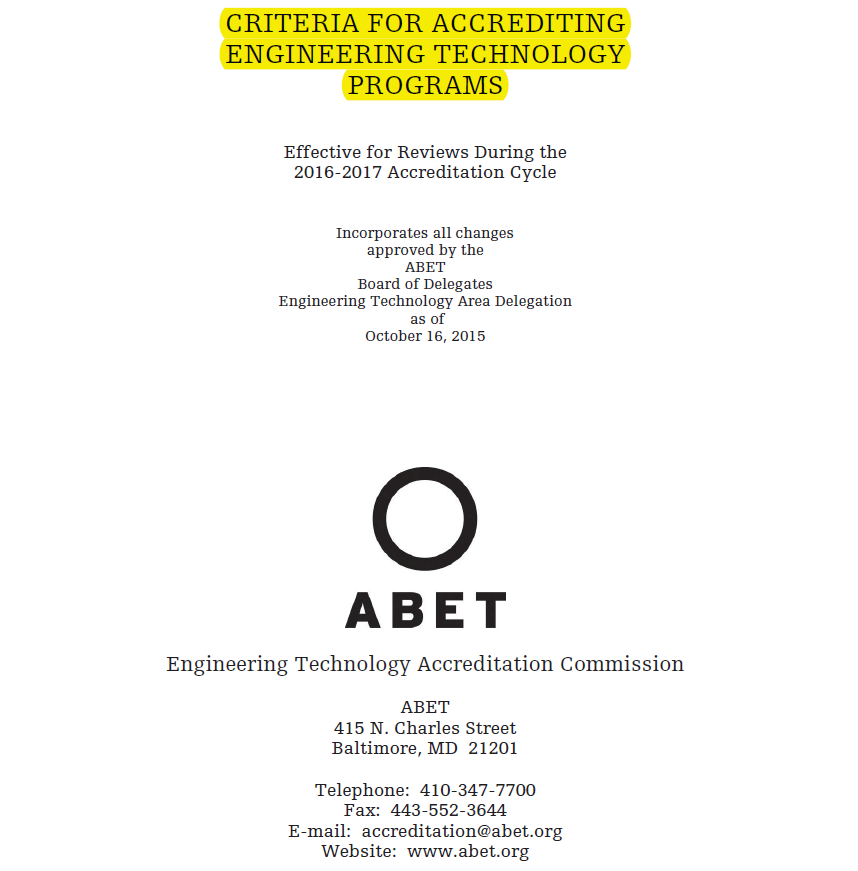 CRITERIA FOR ACCREDITING
ENGINEERING TECHNOLOGY
PROGRAMS
Effective for Reviews During the
2016-2017 Accreditation Cycle
Incorporates all changes
approved by the
ABET
Board of Delegates
Engineering Technology Area Delegation
as of
October 16, 2015
ABET
Engineering Technology Accreditation Commission
ABET
415 N. Charles Street
Baltimore, MD  21201
Telephone:  410-347-7700
Fax:  443-552-3644
E-mail:  accreditation@abet.org
Website:  www.abet.org